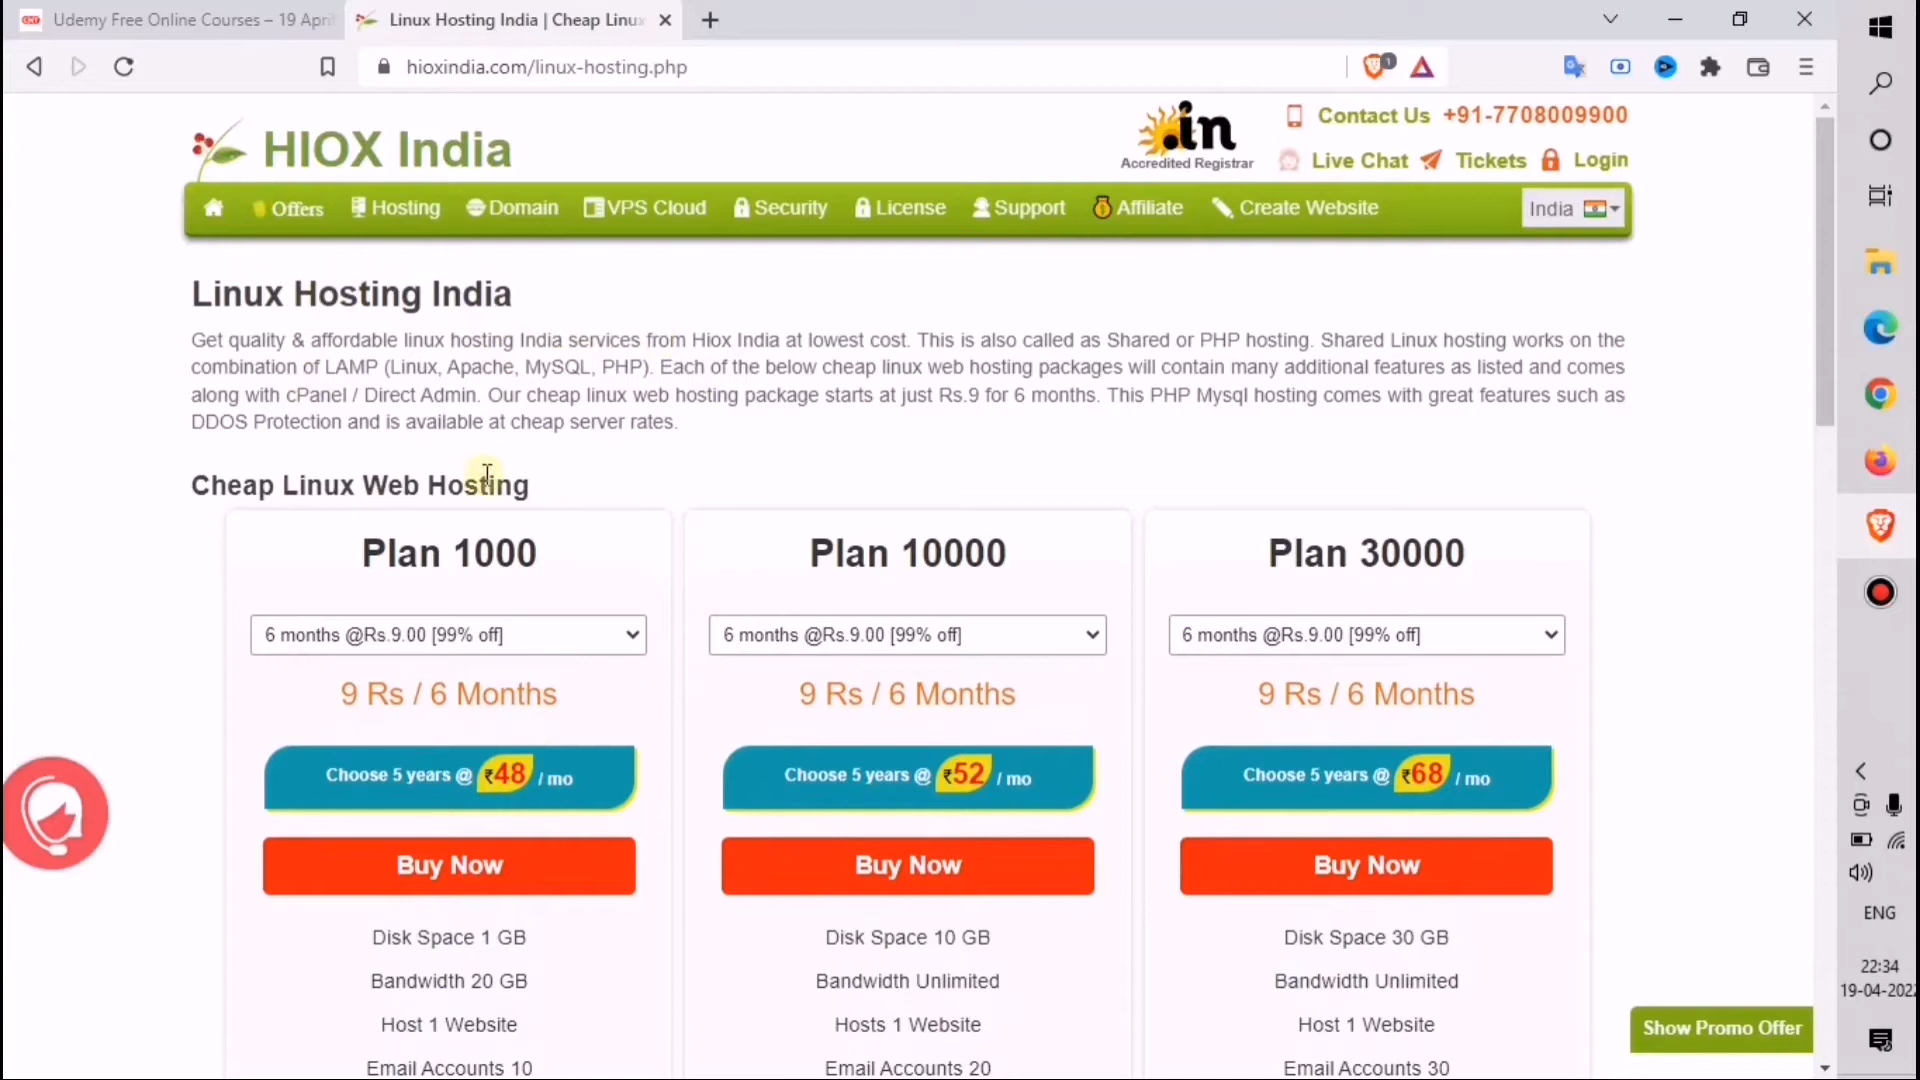 Udemy Free Online Courses – 19 Apri
Linux Hosting India | Cheap Linux
hioxindia.com/linux-hosting.php
1
HIOX India
.in
Accredited Registrar
Contact Us +91-7708009900
Live Chat Tickets Login
Offers Hosting Domain VPS Cloud Security License Support Affiliate Create Website India
Linux Hosting India
Get quality & affordable linux hosting India services from Hiox India at lowest cost. This is also called as Shared or PHP hosting. Shared Linux hosting works on the
combination of LAMP (Linux, Apache, MySQL, PHP). Each of the below cheap linux web hosting packages will contain many additional features as listed and comes
along with cPanel / Direct Admin. Our cheap linux web hosting package starts at just Rs.9 for 6 months. This PHP Mysql hosting comes with great features such as
DDOS Protection and is available at cheap server rates.
Cheap Linux Web Hosting
Plan 1000
6 months @Rs.9.00 [99% off]
9 Rs / 6 Months
Choose 5 years @ ₹48 / mo
Buy Now
Disk Space 1 GB
Bandwidth 20 GB
Host 1 Website
Email Accounts 10
Plan 10000
6 months @Rs.9.00 [99% off]
9 Rs / 6 Months
Choose 5 years @ ₹52 / mo
Buy Now
Disk Space 10 GB
Bandwidth Unlimited
Hosts 1 Website
Email Accounts 20
Plan 30000
6 months @Rs.9.00 [99% off]
9 Rs / 6 Months
Choose 5 years @ ₹68 / mo
Buy Now
Disk Space 30 GB
Bandwidth Unlimited
Host 1 Website
Email Accounts 30
Show Promo Offer
ENG
22:34
19-04-2022